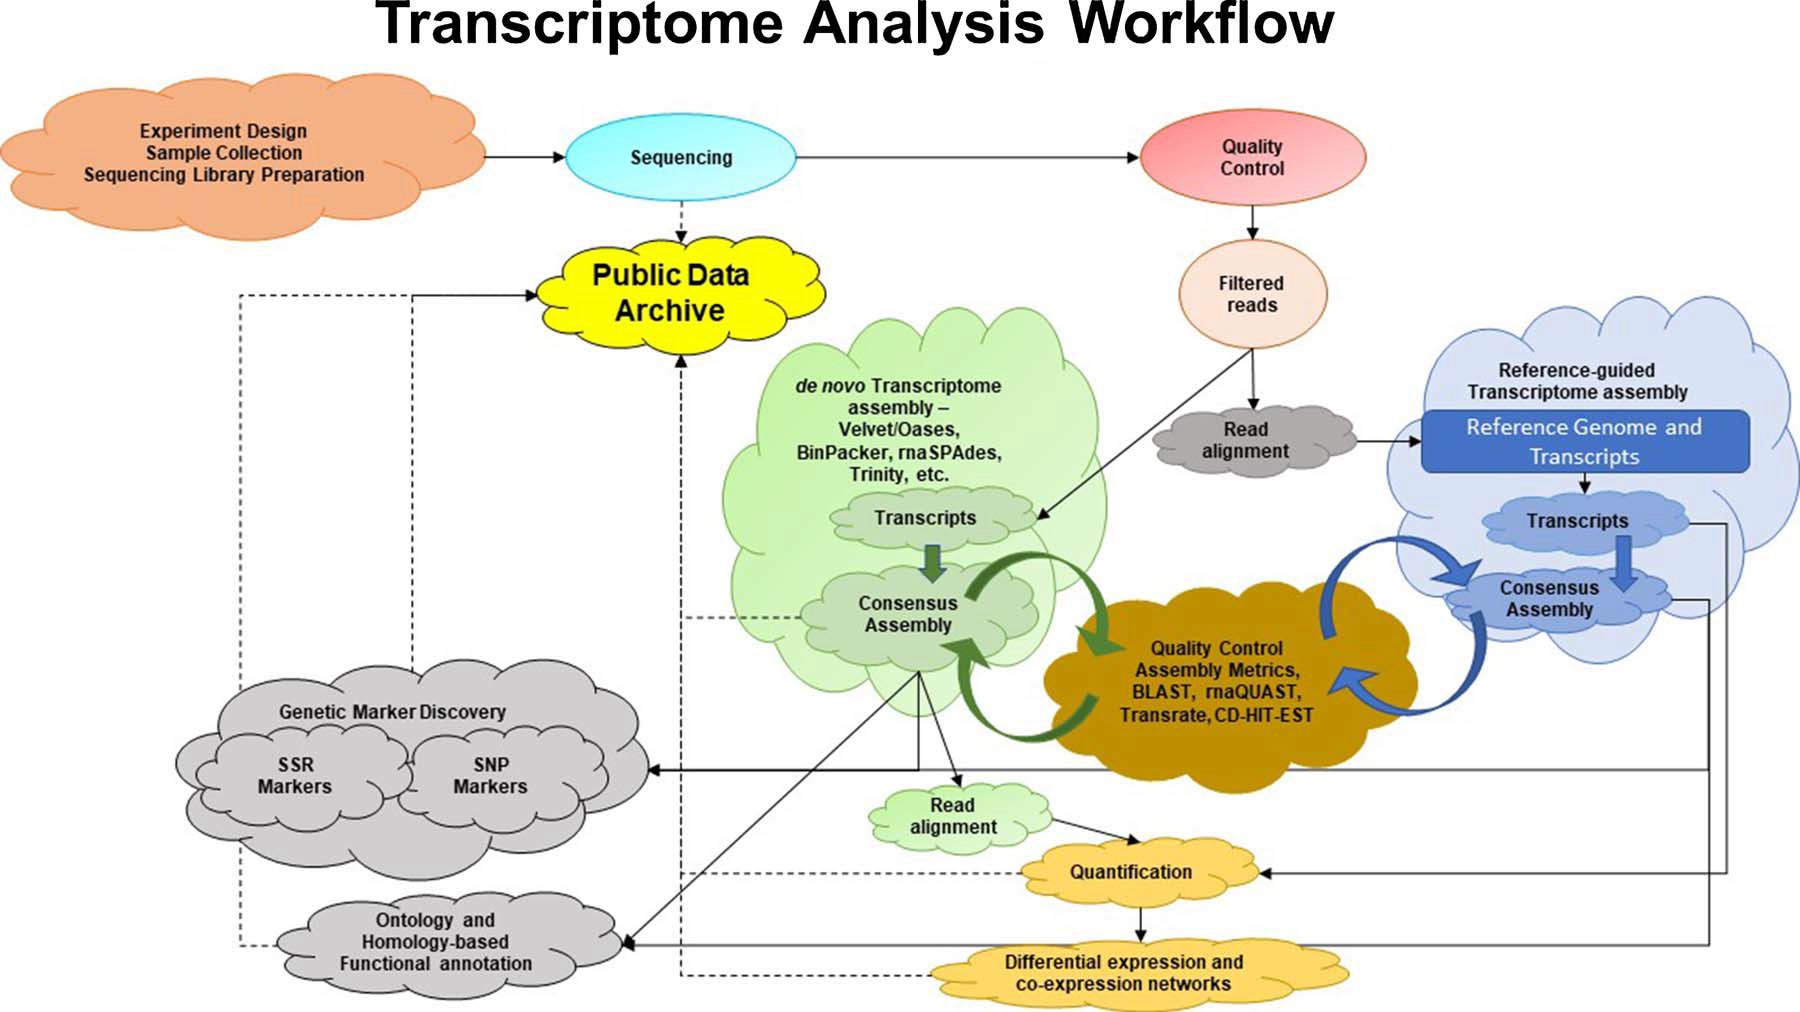 Transcriptome Analysis Workflow
Experiment Design
Sample Collection
Sequencing Library Preparation
Sequencing
Quality
Control
Public Data
Archive
Filtered
reads
de novo Transcriptome
assembly –
Velvet/Oases,
BinPacker, rnaSPAdes,
Trinity, etc.
Transcripts
Consensus
Assembly
Read
alignment
Reference-guided
Transcriptome assembly
Reference Genome and
Transcripts
Transcripts
Consensus
Assembly
Quality Control
Assembly Metrics,
BLAST, rnaQUAST,
Transrate, CD-HIT-EST
Genetic Marker Discovery
SSR
Markers
SNP
Markers
Read
alignment
Quantification
Ontology and
Homology-based
Functional annotation
Differential expression and
co-expression networks